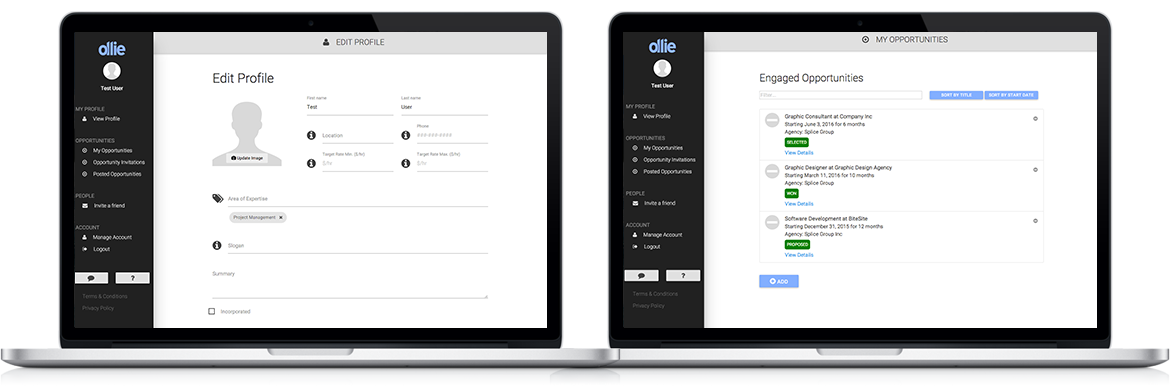 ollie
Test User
MY PROFILE
View Profile
OPPORTUNITIES
My Opportunities
Opportunity Invitations
Posted Opportunities
PEOPLE
Invite a friend
ACCOUNT
Manage Account
Logout
?
Terms & Conditions
Privacy Policy
EDIT PROFILE
Edit Profile
Update Image
First name
Test
Last name
User
Location
Phone
###-###-####
Target Rate Min. ($/hr)
$/hr
Target Rate Max. ($/hr)
$/hr
Area of Expertise
Project Management ×
Slogan
Summary
Incorporated
ollie
Test User
MY PROFILE
View Profile
OPPORTUNITIES
My Opportunities
Opportunity Invitations
Posted Opportunities
PEOPLE
Invite a friend
ACCOUNT
Manage Account
Logout
?
Terms & Conditions
Privacy Policy
MY OPPORTUNITIES
Engaged Opportunities
Filter...
SORT BY TITLE
SORT BY START DATE
Graphic Consultant at Company Inc
Starting June 3, 2016 for 6 months
Agency: Splice Group
SELECTED
View Details
Graphic Designer at Graphic Design Agency
Starting March 11, 2016 for 10 months
Agency: Splice Group
WON
View Details
Software Development at BiteSite
Starting December 31, 2015 for 12 months
Agency: Splice Group Inc
PROPOSED
View Details
ADD